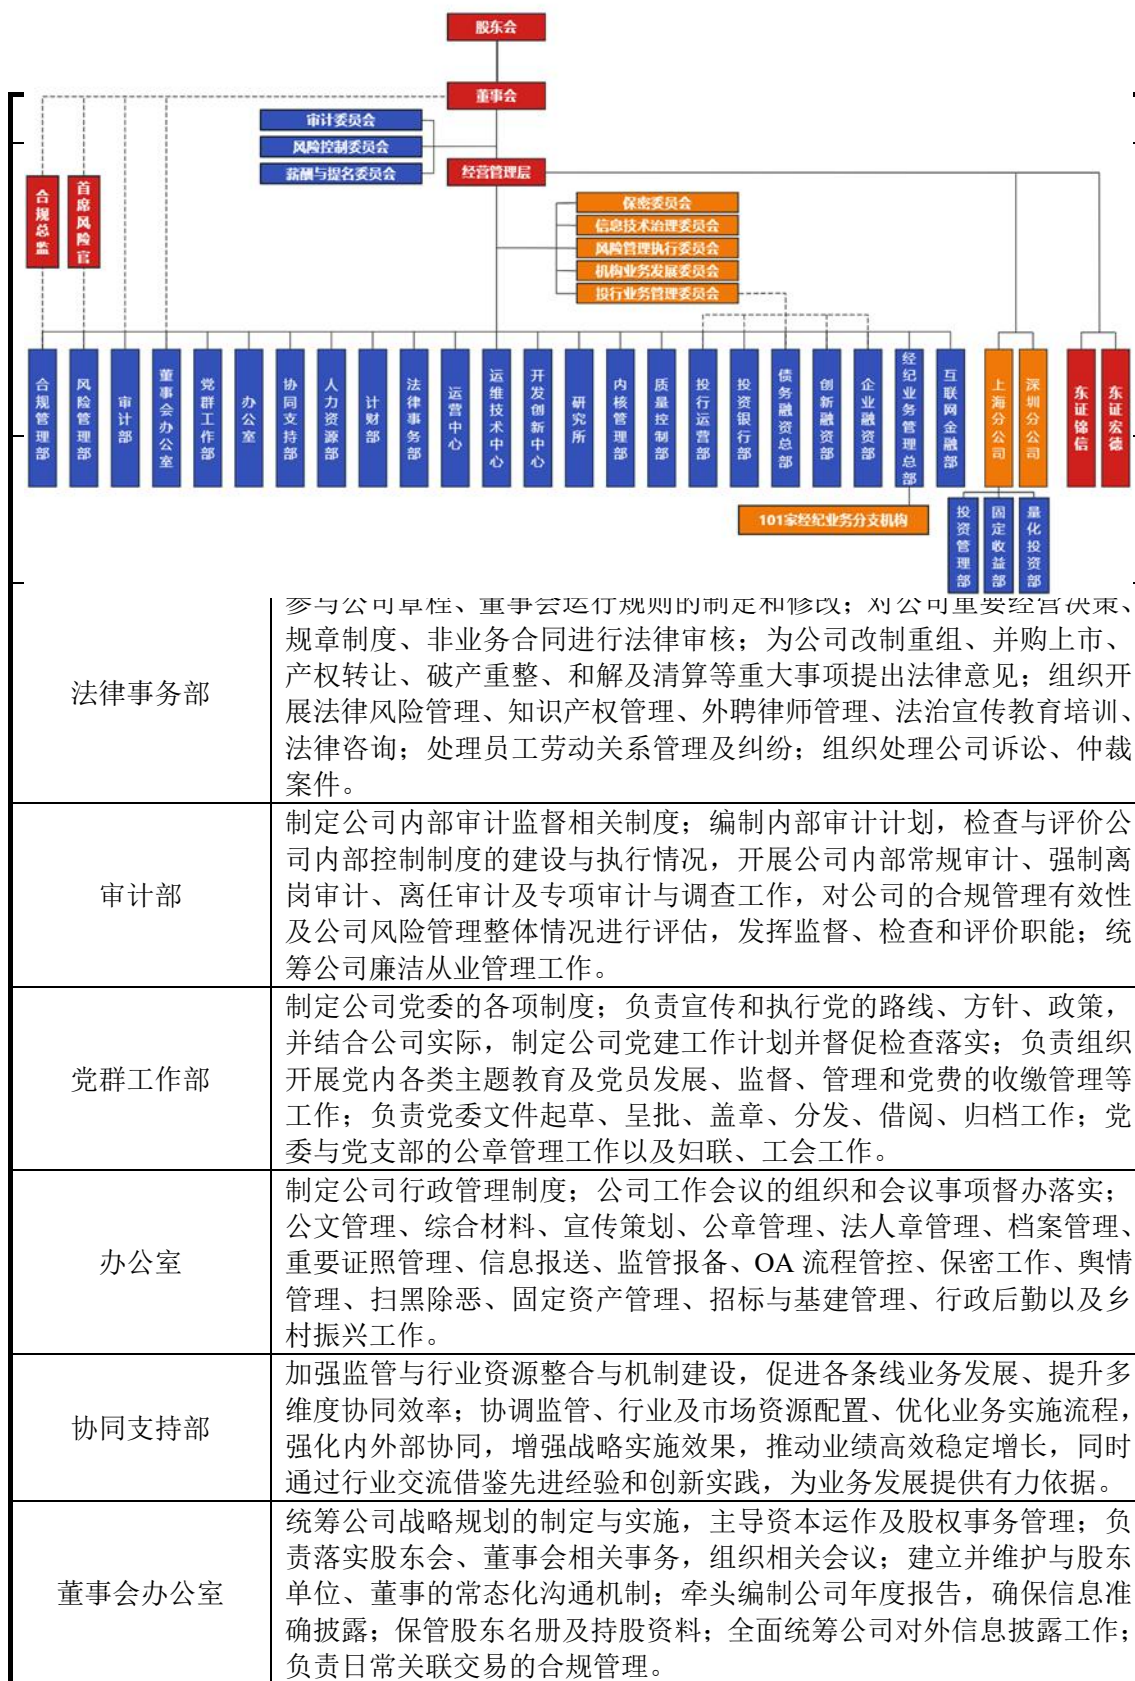 股东会
董事会
审计委员会
风险控制委员会
薪酬与提名委员会
经营管理层
合规总监
首席风险官
保密委员会
信息技术治理委员会
风险管理执行委员会
机构业务发展委员会
投行业务管理委员会
合规管理部
风险管理部
审计部
董事会办公室
党群工作部
办公室
协同支持部
人力资源部
计财部
法律事务部
运营中心
运维技术中心
开发创新中心
研究所
内核管理部
质量控制部
投行运营部
投资银行部
债务融资总部
创新融资部
企业融资部
经纪业务管理总部
互联网金融部
上海分公司
深圳分公司
东证锦信
东证宏德
101家经纪业务分支机构
投资管理部
固定收益部
量化投资部
法律事务部
参与公司章程、董事会运行规则的制定和修改；对公司重要经营决策、
规章制度、非业务合同进行法律审核；为公司改制重组、并购上市、
产权转让、破产重整、和解及清算等重大事项提出法律意见；组织开
展法律风险管理、知识产权管理、外聘律师管理、法治宣传教育培训、
法律咨询；处理员工劳动关系管理及纠纷；组织处理公司诉讼、仲裁
案件。
审计部
制定公司内部审计监督相关制度；编制内部审计计划，检查与评价公
司内部控制制度的建设与执行情况，开展公司内部常规审计、强制离
岗审计、离任审计及专项审计与调查工作，对公司的合规管理有效性
及公司风险管理整体情况进行评估，发挥监督、检查和评价职能；统
筹公司廉洁从业管理工作。
党群工作部
制定公司党委的各项制度；负责宣传和执行党的路线、方针、政策，
并结合公司实际，制定公司党建工作计划并督促检查落实；负责组织
开展党内各类主题教育及党员发展、监督、管理和党费的收缴管理等
工作；负责党委文件起草、呈批、盖章、分发、借阅、归档工作；党
委与党支部的公章管理工作以及妇联、工会工作。
办公室
制定公司行政管理制度；公司工作会议的组织和会议事项督办落实；
公文管理、综合材料、宣传策划、公章管理、法人章管理、档案管理、
重要证照管理、信息报送、监管报备、OA 流程管控、保密工作、舆情
管理、扫黑除恶、固定资产管理、招标与基建管理、行政后勤以及乡
村振兴工作。
协同支持部
加强监管与行业资源整合与机制建设，促进各条线业务发展、提升多
维度协同效率；协调监管、行业及市场资源配置、优化业务实施流程，
强化内外部协同，增强战略实施效果，推动业绩高效稳定增长，同时
通过行业交流借鉴先进经验和创新实践，为业务发展提供有力依据。
董事会办公室
统筹公司战略规划的制定与实施，主导资本运作及股权事务管理；负
责落实股东会、董事会相关事务，组织相关会议；建立并维护与股东
单位、董事的常态化沟通机制；牵头编制公司年度报告，确保信息准
确披露；保管股东名册及持股资料；全面统筹公司对外信息披露工作；
负责日常关联交易的合规管理。